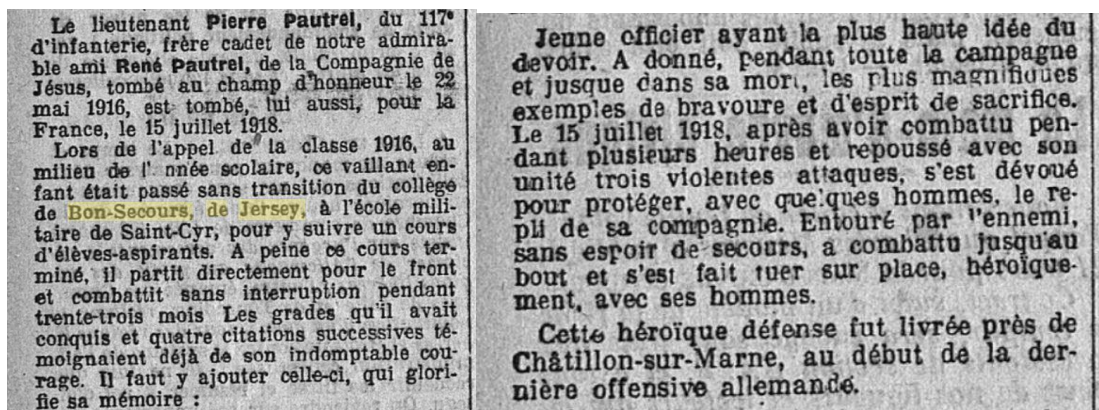 Le lieutenant Pierre Pautrel, du 117e
d'infanterie, frère cadet de notre admira-
ble ami René Pautrel, de la Compagnie de
Jésus, tombé au champ d'honneur le 22
mai 1916, est tombé, lui aussi, pour la
France, le 15 juillet 1918.
Lors de l'appel de la classe 1916, au
milieu de l' nnée scolaire, ce vaillant en-
fant était passé sans transition du collège
de Bon-Secours, de Jersey, à l'école mili-
taire de Saint-Cyr, pour y suivre un cours
d'élèves-aspirants. A peine ce cours ter-
miné, il partit directement pour le front
et combattit sans interruption pendant
trente-trois mois Les grades qu'il avait
conquis et quatre citations successives té-
moignaient déjà de son indomptable cou-
rage. Il faut y ajouter celle-ci, qui glori-
fie sa mémoire :
Jeune officier ayant la plus haute idée du
devoir. A donné, pendant toute la campagne
et jusque dans sa mort, les plus magnifiques
exemples de bravoure et d'esprit de sacrifice.
Le 15 juillet 1918, après avoir combattu pen-
dant plusieurs heures et repoussé avec son
unité trois violentes attaques, s'est dévoué
pour protéger, avec quelques hommes, le re-
pli de sa compagnie. Entouré par l'ennemi,
sans espoir de secours, a combattu jusqu'au
bout et s'est fait tuer sur place, héroïque-
ment, avec ses hommes.
Cette héroïque défense fut livrée près de
Châtillon-sur-Marne, au début de la der-
nière offensive allemande.